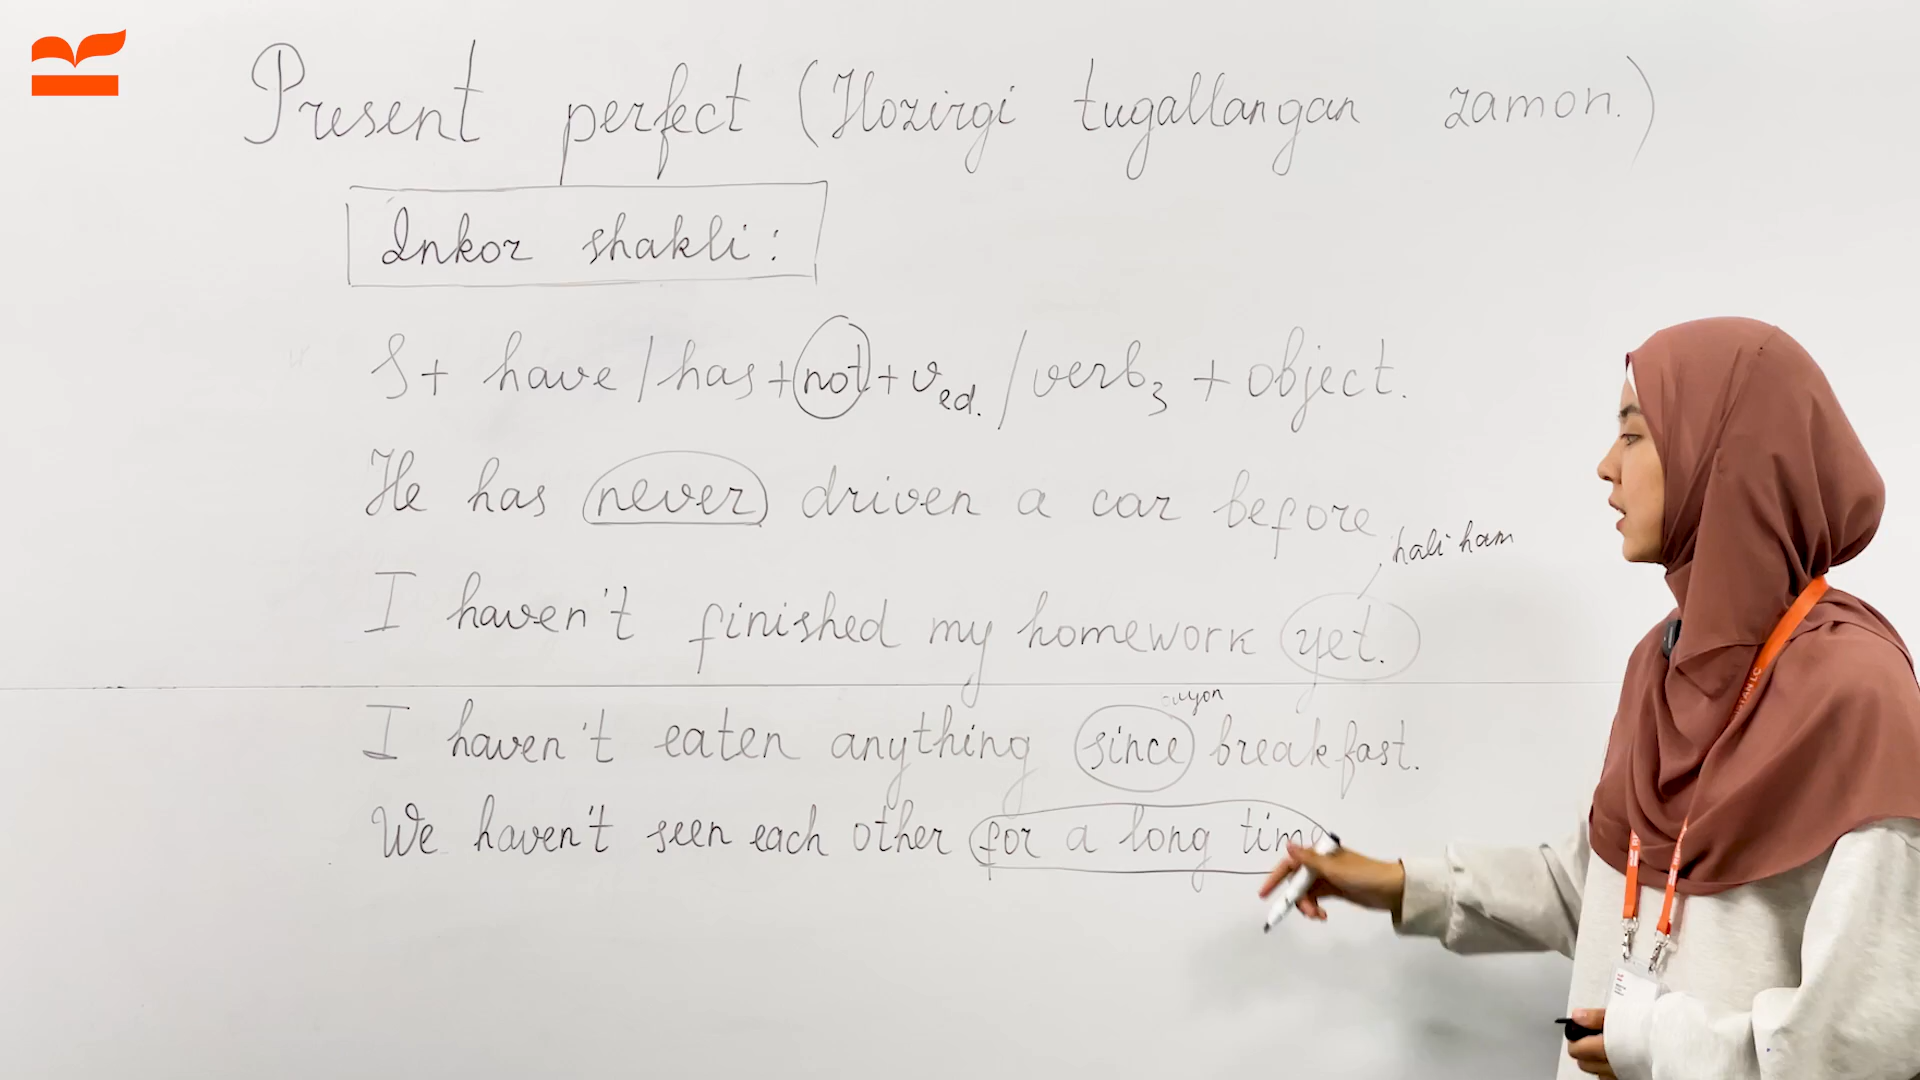 Present perfect (Hozirgi tugallangan zamon.)
Inkor shakli:
S+ have / has + not + v ed. / verb 3 + object.
He has never driven a car before
hali ham
I haven't finished my homework yet.
I haven't eaten anything since breakfast.
We haven't seen each other for a long time